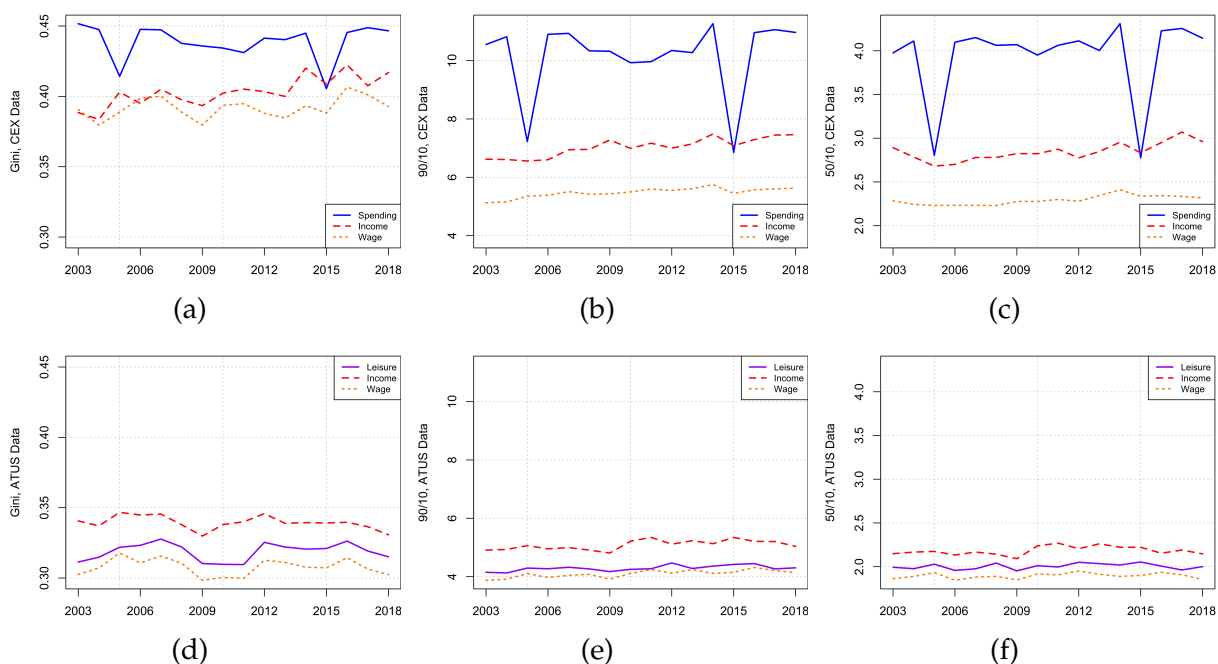 Gini, CEX Data
0.45
0.40
0.35
0.30
Spending
Income
Wage
2003 2006 2009 2012 2015 2018
(a)
90/10, CEX Data
10
8
6
4
Spending
Income
Wage
2003 2006 2009 2012 2015 2018
(b)
50/10, CEX Data
4.0
3.5
3.0
2.5
2.0
Spending
Income
Wage
2003 2006 2009 2012 2015 2018
(c)
Gini, ATUS Data
0.45
0.40
0.35
0.30
Leisure
Income
Wage
2003 2006 2009 2012 2015 2018
(d)
90/10, ATUS Data
10
8
6
4
Leisure
Income
Wage
2003 2006 2009 2012 2015 2018
(e)
50/10, ATUS Data
4.0
3.5
3.0
2.5
2.0
Leisure
Income
Wage
2003 2006 2009 2012 2015 2018
(f)